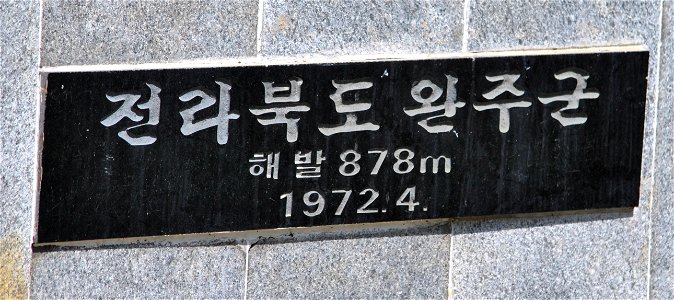 전라북도 완주군
해발 878m
1972. 4.